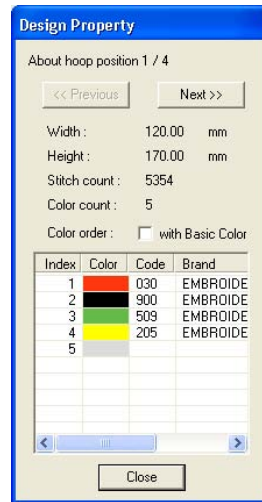 Design Property
About hoop position 1 / 4
<< Previous Next >>
Width : 120.00 mm
Height : 170.00 mm
Stitch count : 5354
Color count : 5
Color order : with Basic Color
Index Color Code Brand
1 030 EMBROIDE
2 900 EMBROIDE
3 509 EMBROIDE
4 205 EMBROIDE
5
Close